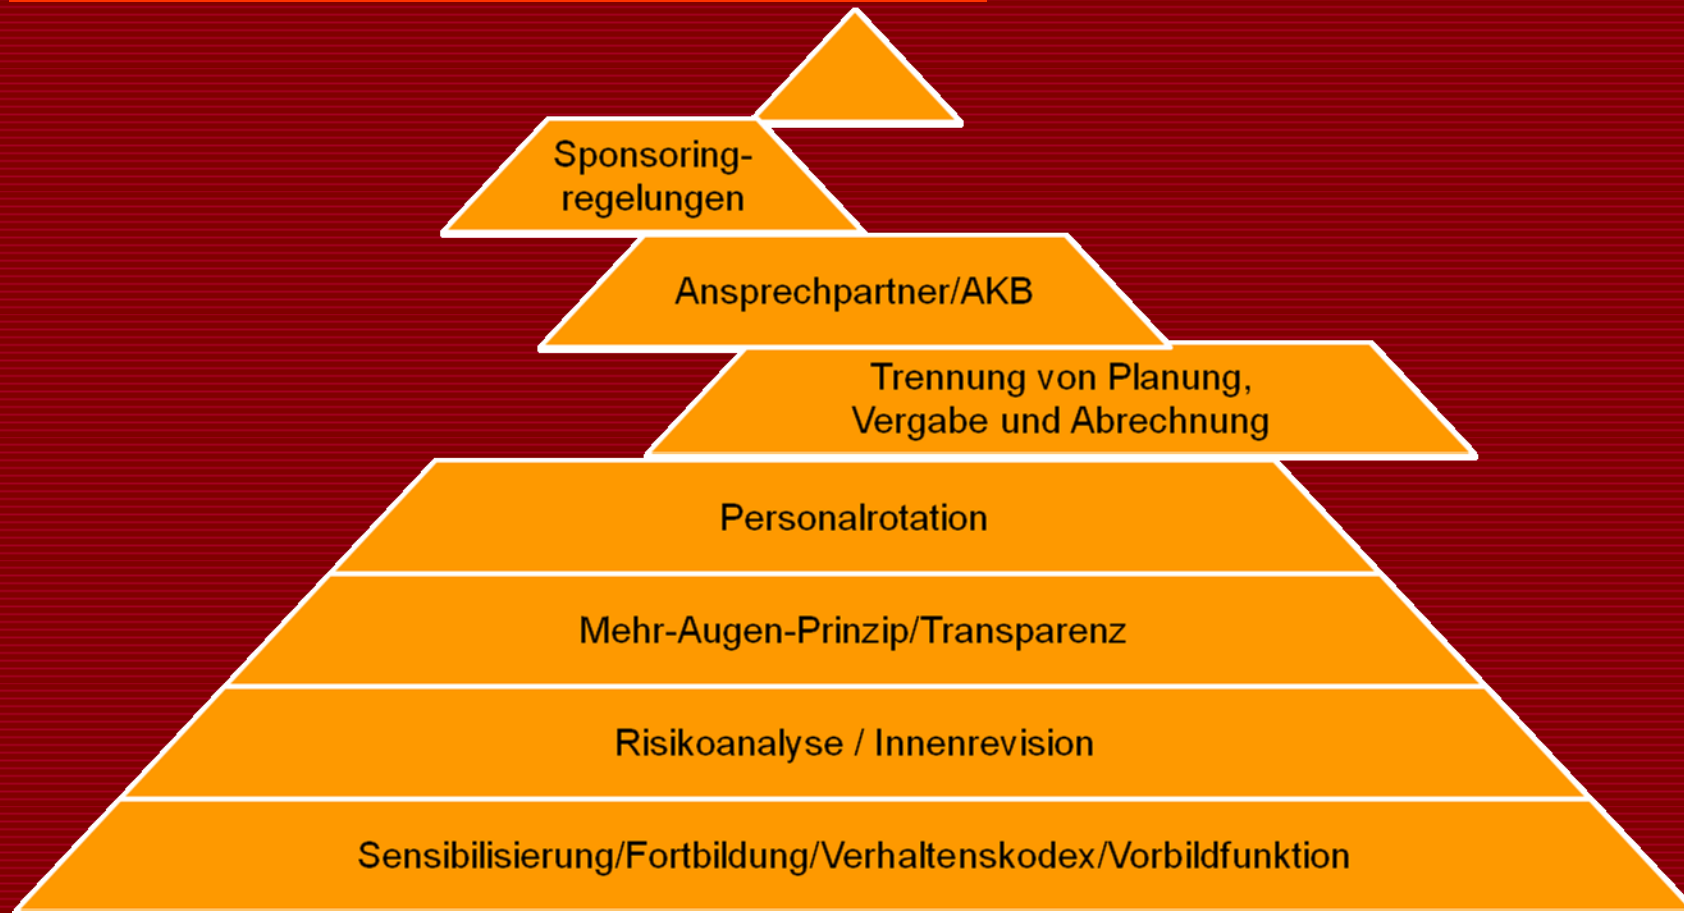 Sponsoring-
regelungen
Ansprechpartner/AKB
Trennung von Planung,
Vergabe und Abrechnung
Personalrotation
Mehr-Augen-Prinzip/Transparenz
Risikoanalyse / Innenrevision
Sensibilisierung/Fortbildung/Verhaltenskodex/Vorbildfunktion